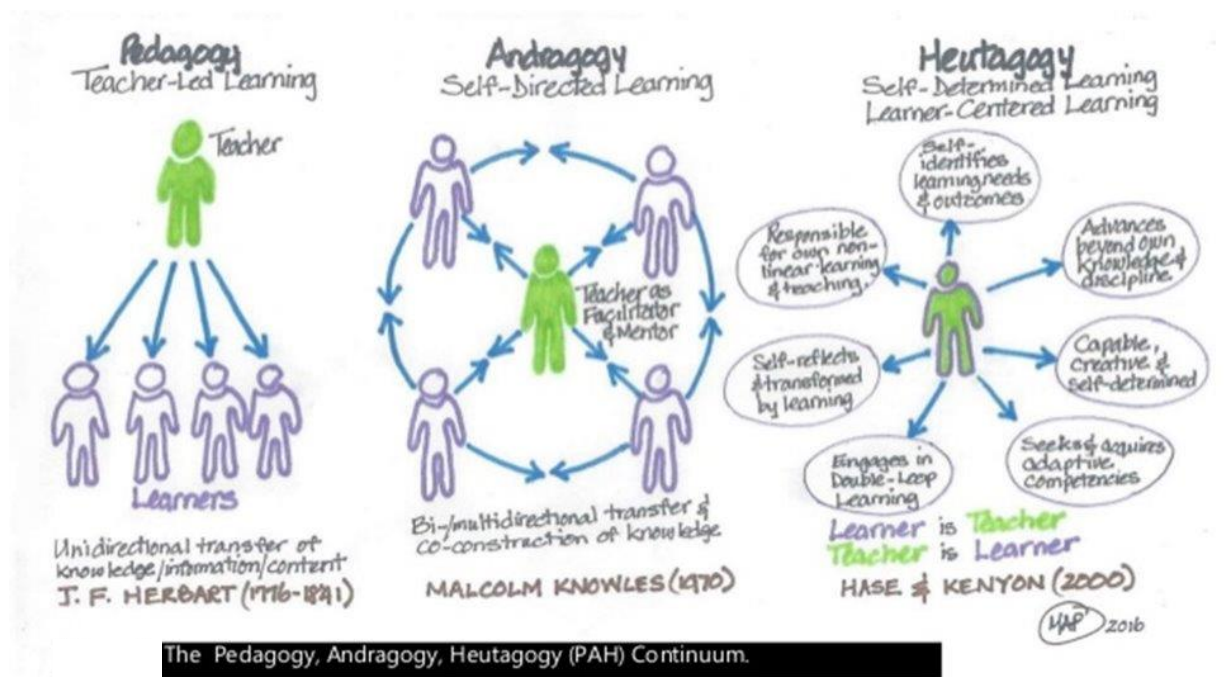 Pedagogy
Teacher-Led Learning
Teacher
Learners
Unidirectional transfer of
knowledge/information/content
J. F. HERBART (1776-1841)
Andragogy
Self-Directed Learning
Teacher as
Facilitator
& Mentor
Bi-/multidirectional transfer &
co-construction of knowledge
MALCOLM KNOWLES (1970)
Heutagogy
Self-Determined Learning
Learner-Centered Learning
Self-
identifies
learning needs
& outcomes
Advances
beyond own
knowledge &
discipline.
Capable,
creative &
self-determined
Seeks & acquires
adaptive
competencies
Engages in
Double-Loop
Learning
Self-reflects
& transformed
by learning
Responsible
for own non-
linear learning
& teaching.
Learner is Teacher
Teacher is Learner
HASE & KENYON (2000)
MAP 2016
The Pedagogy, Andragogy, Heutagogy (PAH) Continuum.